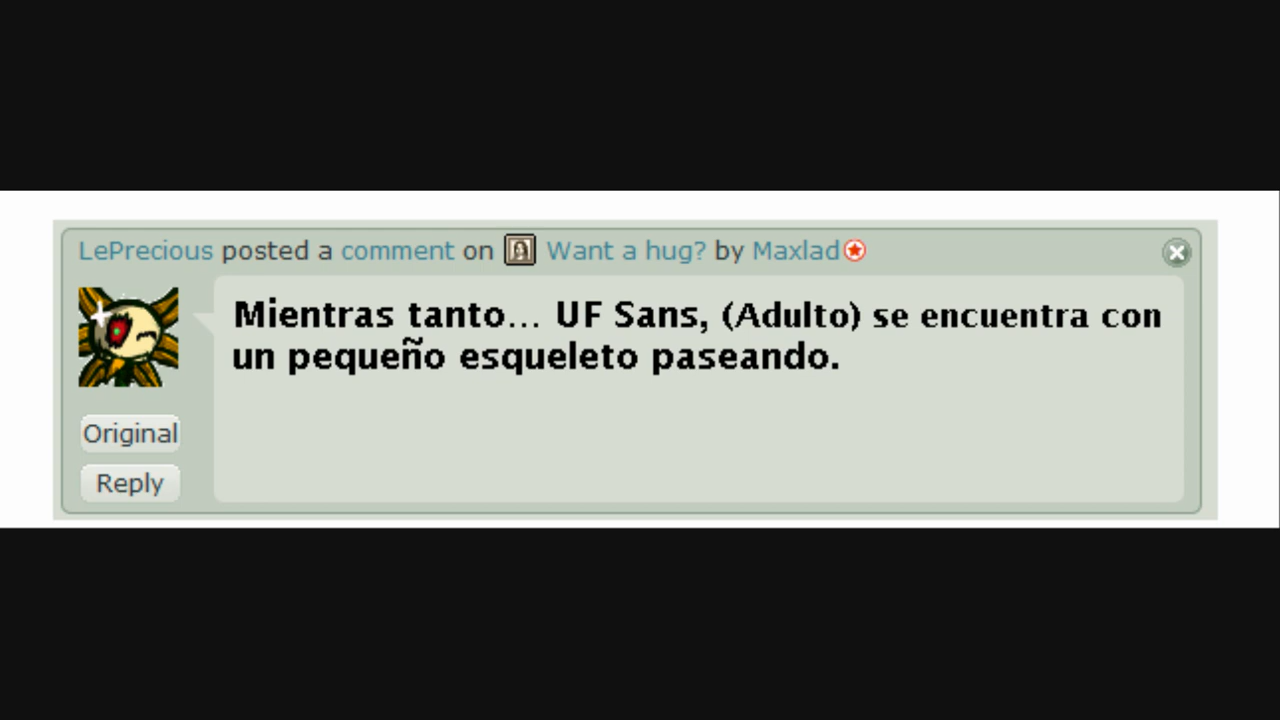 LePrecious posted a comment on Want a hug? by Maxlad
Mientras tanto... UF Sans, (Adulto) se encuentra con
un pequeño esqueleto paseando.
Original
Reply